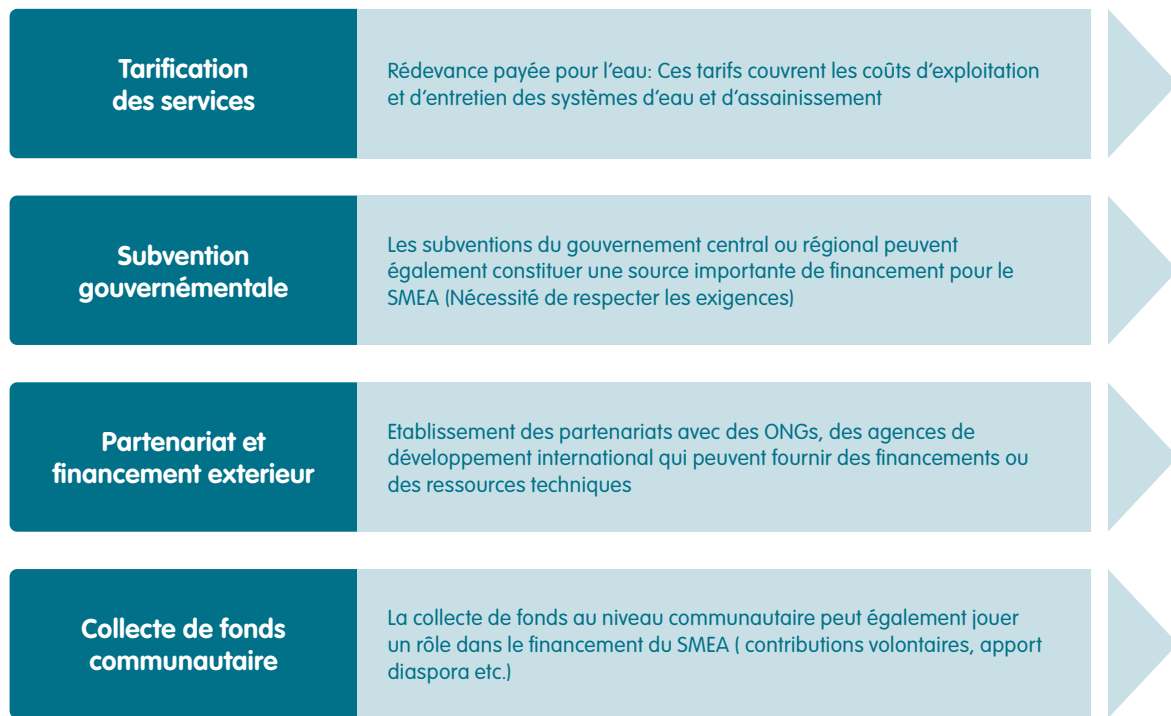 Tarification
des services
Rédevance payée pour l'eau: Ces tarifs couvrent les coûts d'exploitation
et d'entretien des systèmes d'eau et d'assainissement
Subvention
gouvernémentale
Les subventions du gouvernement central ou régional peuvent
également constituer une source importante de financement pour le
SMEA (Nécessité de respecter les exigences)
Partenariat et
financement exterieur
Etablissement des partenariats avec des ONGs, des agences de
développement international qui peuvent fournir des financements ou
des ressources techniques
Collecte de fonds
communautaire
La collecte de fonds au niveau communautaire peut également jouer
un rôle dans le financement du SMEA ( contributions volontaires, apport
diaspora etc.)